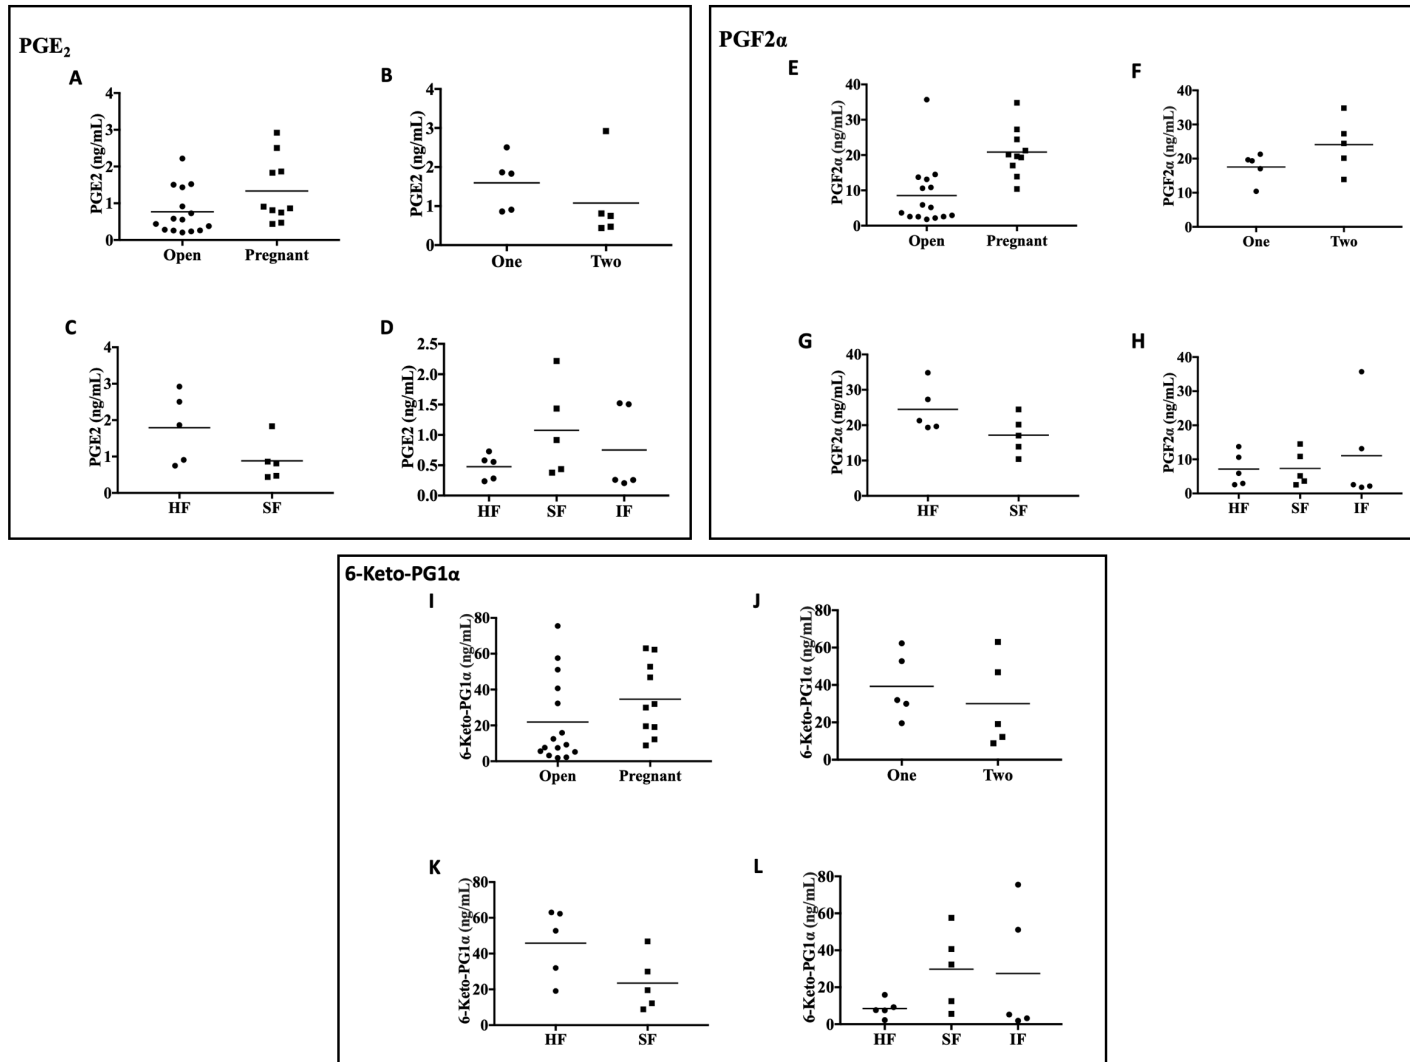 PGE₂
A
PGE2 (ng/mL)
4
3
2
1
0
Open Pregnant
B
PGE2 (ng/mL)
4
3
2
1
0
One Two
C
PGE2 (ng/mL)
4
3
2
1
0
HF SF
D
PGE2 (ng/mL)
2.5
2.0
1.5
1.0
0.5
0.0
HF SF IF
PGF2α
E
PGF2α (ng/mL)
40
30
20
10
0
Open Pregnant
F
PGF2α (ng/mL)
40
30
20
10
0
One Two
G
PGF2α (ng/mL)
40
30
20
10
0
HF SF
H
PGF2α (ng/mL)
40
30
20
10
0
HF SF IF
6-Keto-PG1α
I
6-Keto-PG1α (ng/mL)
80
60
40
20
0
Open Pregnant
J
6-Keto-PG1α (ng/mL)
80
60
40
20
0
One Two
K
6-Keto-PG1α (ng/mL)
80
60
40
20
0
HF SF
L
6-Keto-PG1α (ng/mL)
80
60
40
20
0
HF SF IF